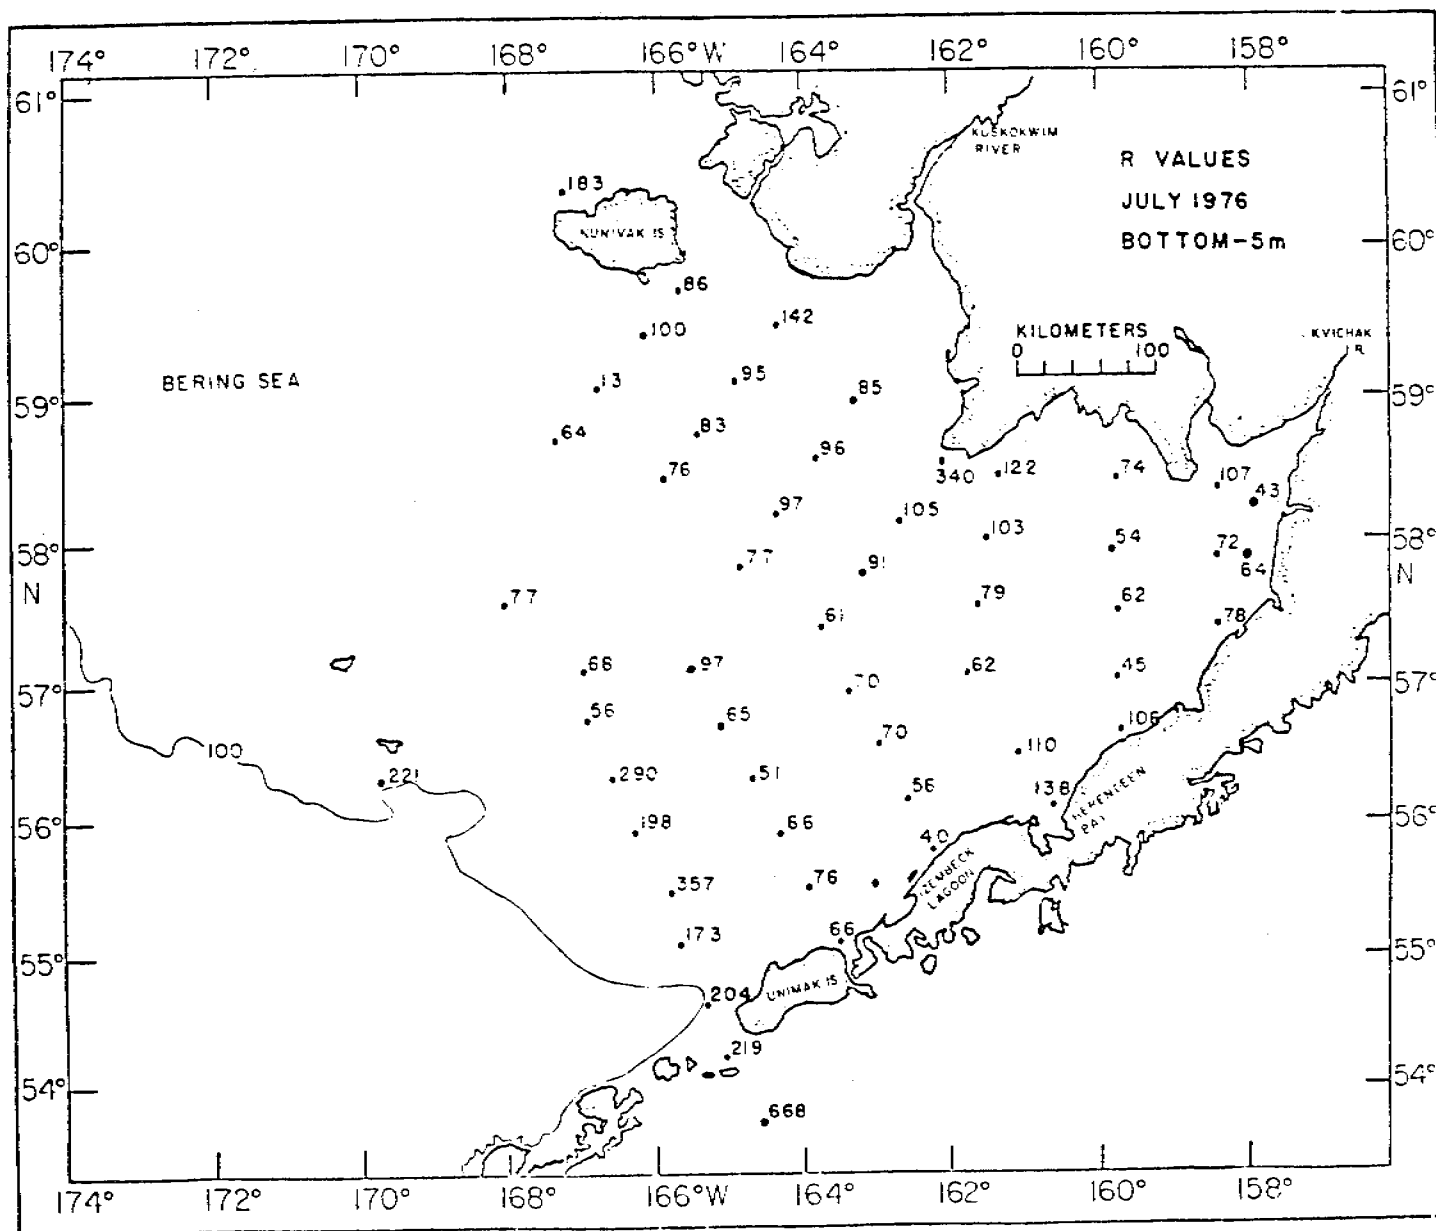 174° 172° 170° 168° 166°W 164° 162° 160° 158°
61° 61°
KUSKOKWIM
RIVER
R VALUES
JULY 1976
BOTTOM-5m
183
NUNIVAK IS
60° 60°
86
100 142
KILOMETERS
0 100
KVICHAK
R.
BERING SEA
13 95 85
59° 59°
64 83 96
76 340 122 74 107 43
97 105 103 54 72 64
58° 58°
N N
77 91
77 61 79 62 78
68 97 70 62 45
57° 57°
56 65 70 110 106
100
221 290 51 56 138
HERENDEEN
BAY
56° 56°
198 66 40
IZEMBECK
LAGOON
357 76
173 66
55° 55°
204 UNIMAK IS
219
54° 54°
668
174° 172° 170° 168° 166°W 164° 162° 160° 158°